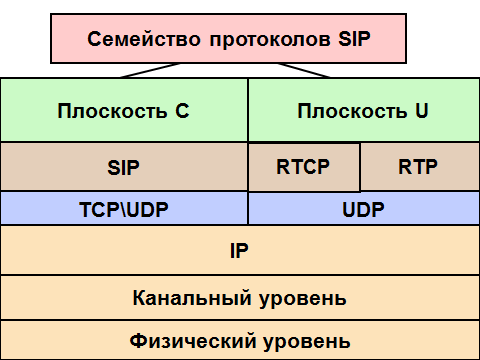 Семейство протоколов SIP
Плоскость С
Плоскость U
SIP
RTCP
RTP
TCP\UDP
UDP
IP
Канальный уровень
Физический уровень